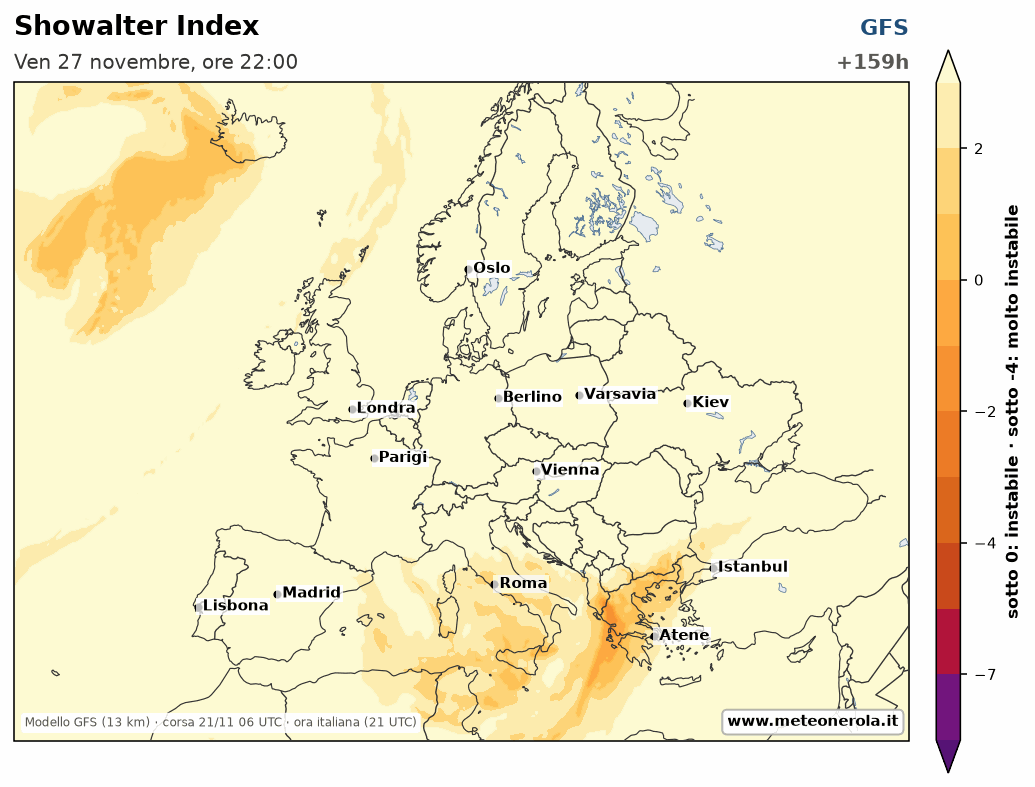 Showalter Index
GFS
Ven 27 novembre, ore 22:00
+159h
2
0
−2
−4
−7
sotto 0: instabile · sotto -4: molto instabile
Oslo
Londra
Berlino
Varsavia
Kiev
Parigi
Vienna
Istanbul
Roma
Madrid
Lisbona
Atene
Modello GFS (13 km) · corsa 21/11 06 UTC · ora italiana (21 UTC)
www.meteonerola.it